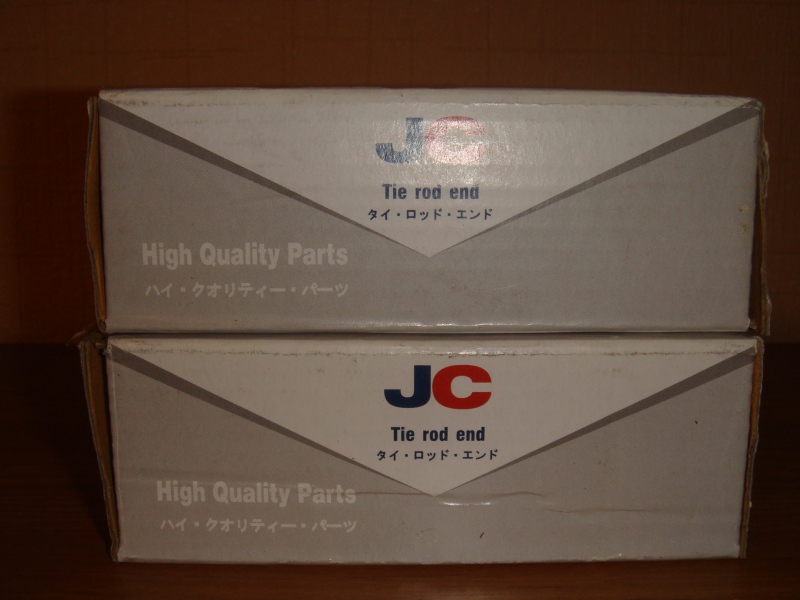 JC
Tie rod end
タイ・ロッド・エンド
High Quality Parts
ハイ・クオリティー・パーツ
JC
Tie rod end
タイ・ロッド・エンド
High Quality Parts
ハイ・クオリティー・パーツ